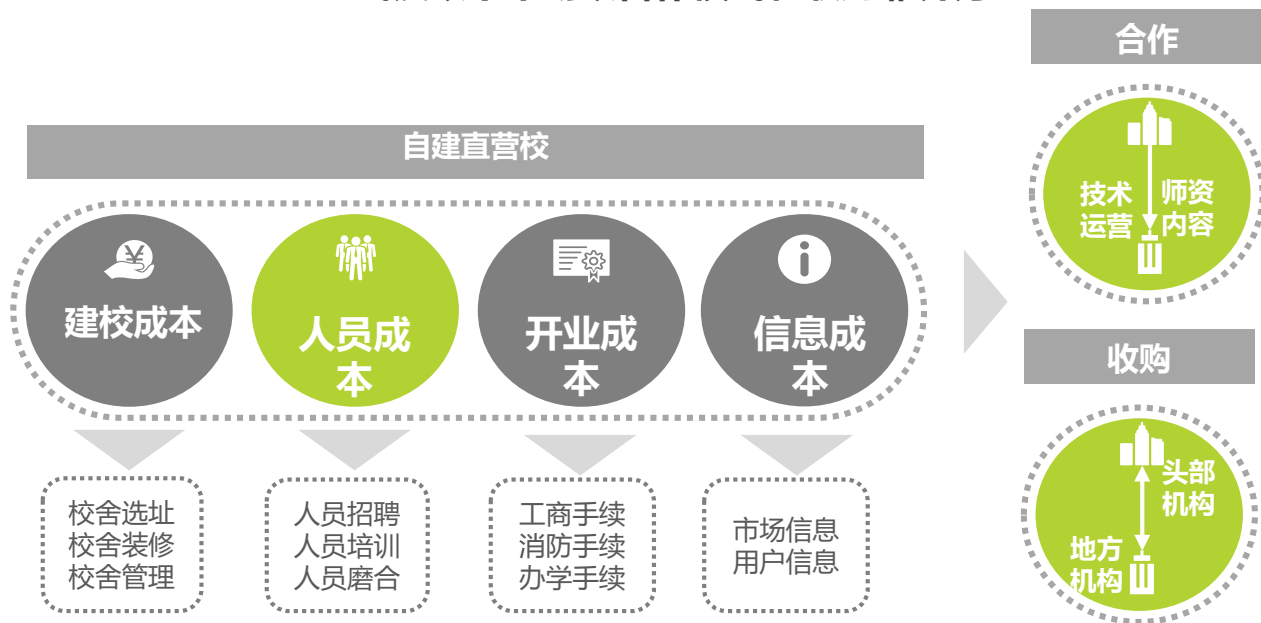 合作
自建直营校
技术
运营
师资
内容
建校成本
人员成
本
开业成
本
信息成
本
收购
头部
机构
地方
机构
校舍选址
校舍装修
校舍管理
人员招聘
人员培训
人员磨合
工商手续
消防手续
办学手续
市场信息
用户信息